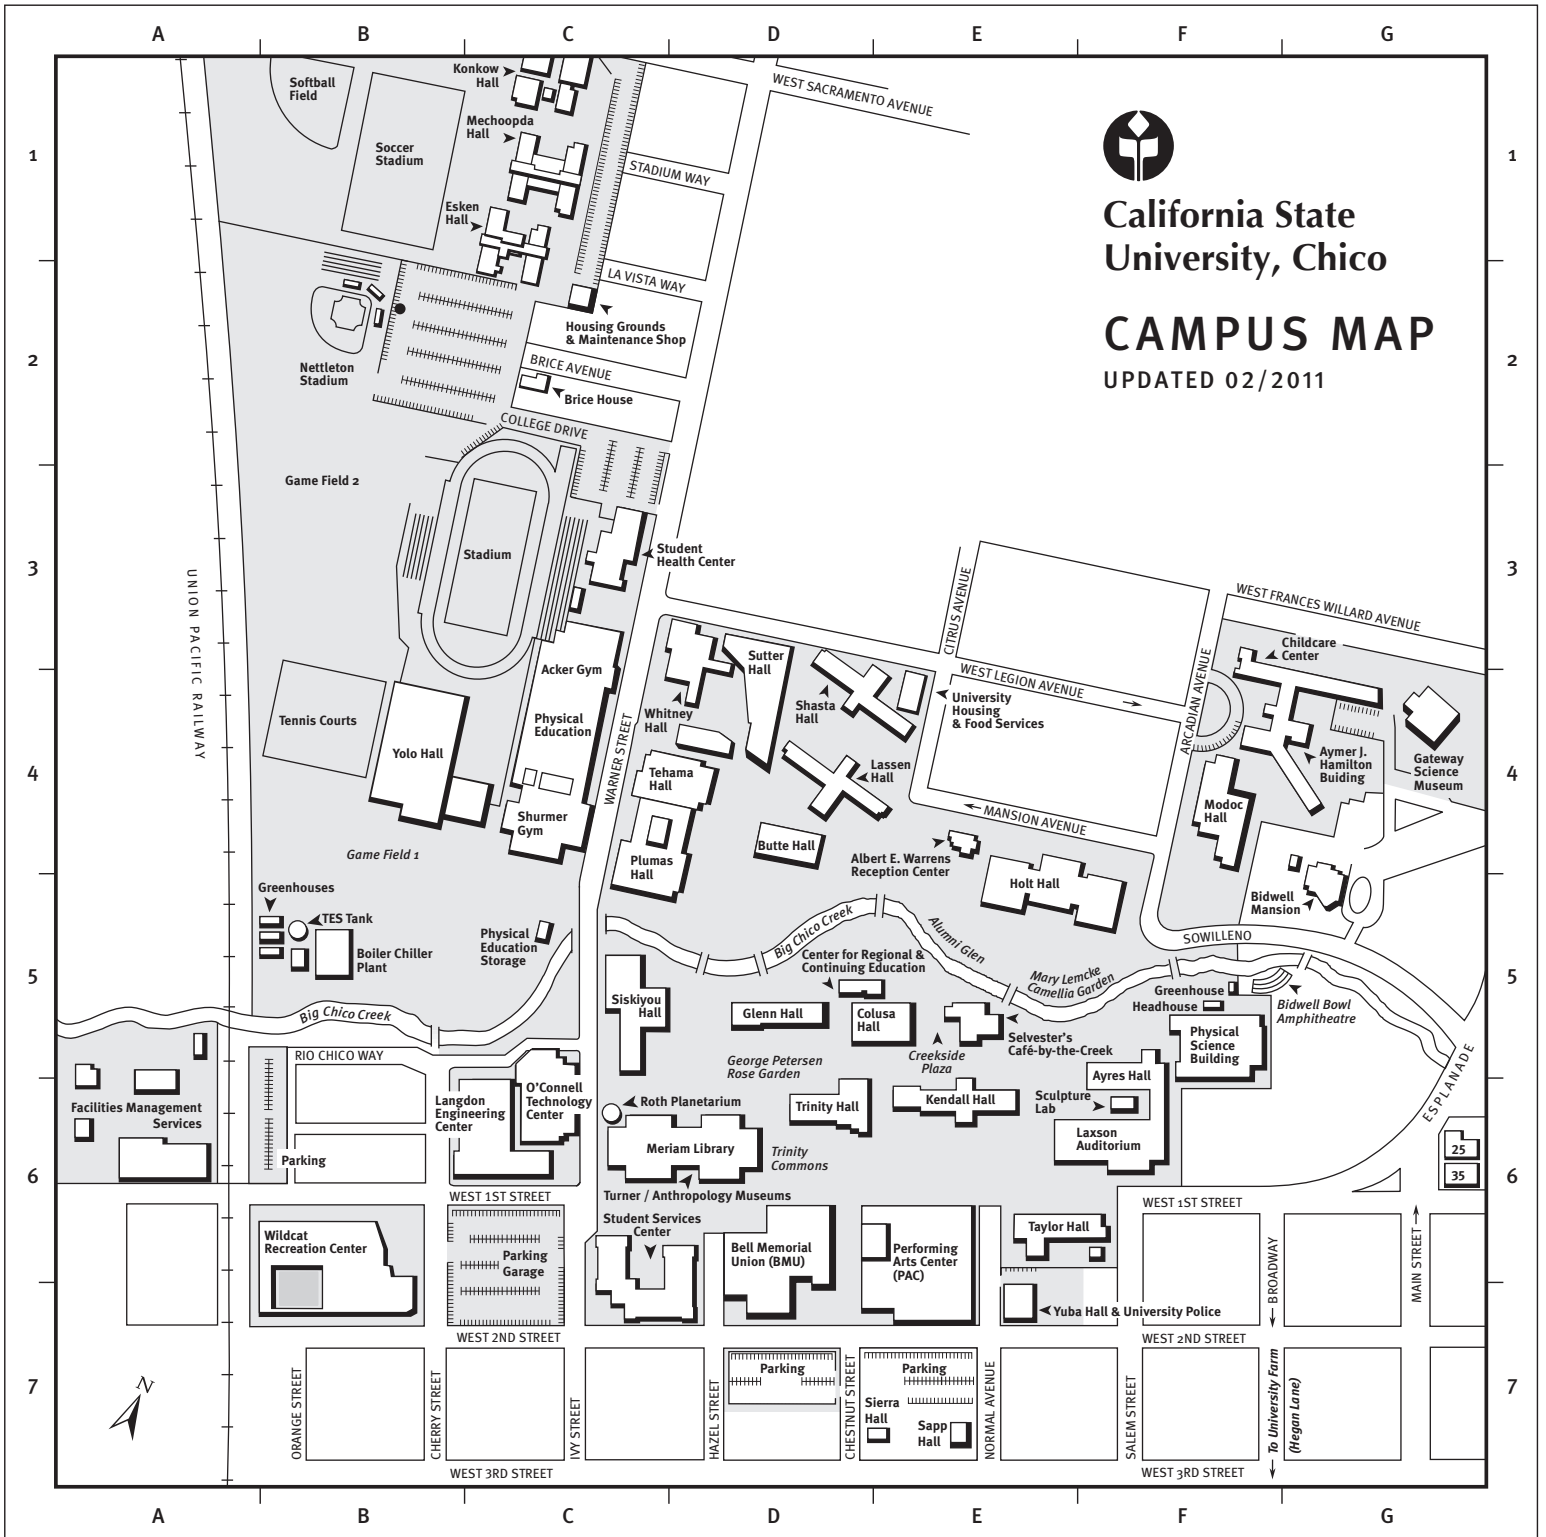 A B C D E F G
Konkow
Hall
Softball
Field
WEST SACRAMENTO AVENUE
Mechoopda
Hall
Soccer
Stadium
1
1
STADIUM WAY
California State
University, Chico
CAMPUS MAP
UPDATED 02/2011
Esken
Hall
LA VISTA WAY
Housing Grounds
& Maintenance Shop
2
2
BRICE AVENUE
Nettleton
Stadium
Brice House
COLLEGE DRIVE
Game Field 2
Stadium
Student
Health Center
3
3
UNION PACIFIC RAILWAY
CITRUS AVENUE
WEST FRANCES WILLARD AVENUE
Childcare
Center
Acker Gym
Sutter
Hall
WEST LEGION AVENUE
ARCADIAN AVENUE
Shasta
Hall
University
Housing
& Food Services
Whitney
Hall
Tennis Courts
Physical
Education
WARNER STREET
Yolo Hall
Aymer J.
Hamilton
Buiding
Gateway
Science
Museum
4
4
Tehama
Hall
Lassen
Hall
Modoc
Hall
MANSION AVENUE
Shurmer
Gym
Butte Hall
Game Field 1
Plumas
Hall
Albert E. Warrens
Reception Center
Holt Hall
Bidwell
Mansion
Greenhouses
TES Tank
Boiler Chiller
Plant
Physical
Education
Storage
Big Chico Creek
Alumni Glen
SOWILLENO
Center for Regional &
Continuing Education
Mary Lemcke
Camellia Garden
5
5
Siskiyou
Hall
Greenhouse
Headhouse
Bidwell Bowl
Amphitheatre
Big Chico Creek
Glenn Hall
Colusa
Hall
Selvester's
Café-by-the-Creek
Physical
Science
Building
RIO CHICO WAY
George Petersen
Rose Garden
Creekside
Plaza
Ayres Hall
ESPLANADE
O'Connell
Technology
Center
Langdon
Engineering
Center
Facilities Management
Services
Roth Planetarium
Trinity Hall
Kendall Hall
Sculpture
Lab
Laxson
Auditorium
Meriam Library
Trinity
Commons
Parking
25
35
6
6
WEST 1ST STREET
Turner / Anthropology Museums
WEST 1ST STREET
Student Services
Center
Wildcat
Recreation Center
Parking
Garage
Bell Memorial
Union (BMU)
Performing
Arts Center
(PAC)
Taylor Hall
BROADWAY
MAIN STREET
Yuba Hall & University Police
WEST 2ND STREET
WEST 2ND STREET
7
7
N
Parking
Parking
Sierra
Hall
Sapp
Hall
ORANGE STREET
CHERRY STREET
IVY STREET
HAZEL STREET
CHESTNUT STREET
NORMAL AVENUE
SALEM STREET
To University Farm
(Hegan Lane)
WEST 3RD STREET
WEST 3RD STREET
A B C D E F G